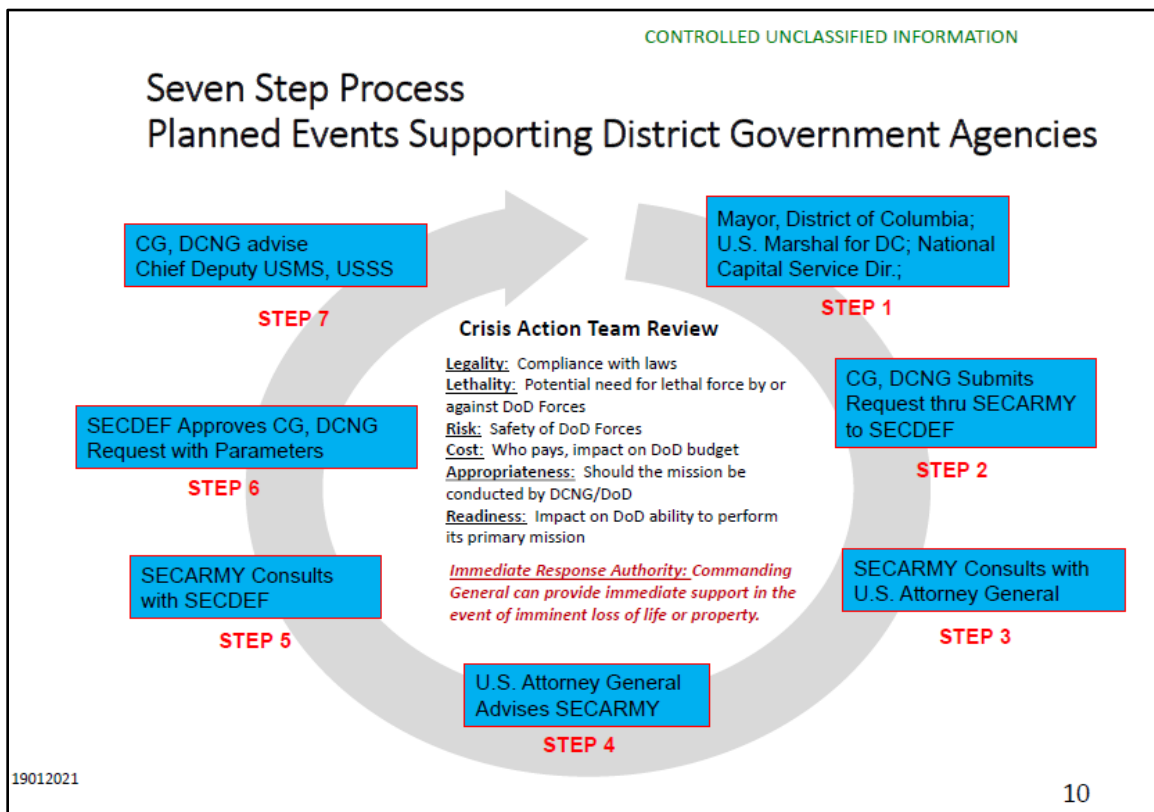 CONTROLLED UNCLASSIFIED INFORMATION
Seven Step Process
Planned Events Supporting District Government Agencies
Mayor, District of Columbia;
U.S. Marshal for DC; National
Capital Service Dir.;
STEP 1
CG, DCNG Submits
Request thru SECARMY
to SECDEF
STEP 2
SECARMY Consults with
U.S. Attorney General
STEP 3
U.S. Attorney General
Advises SECARMY
STEP 4
SECARMY Consults
with SECDEF
STEP 5
SECDEF Approves CG, DCNG
Request with Parameters
STEP 6
CG, DCNG advise
Chief Deputy USMS, USSS
STEP 7
Crisis Action Team Review
Legality: Compliance with laws
Lethality: Potential need for lethal force by or
against DoD Forces
Risk: Safety of DoD Forces
Cost: Who pays, impact on DoD budget
Appropriateness: Should the mission be
conducted by DCNG/DoD
Readiness: Impact on DoD ability to perform
its primary mission
Immediate Response Authority: Commanding
General can provide immediate support in the
event of imminent loss of life or property.
19012021
10